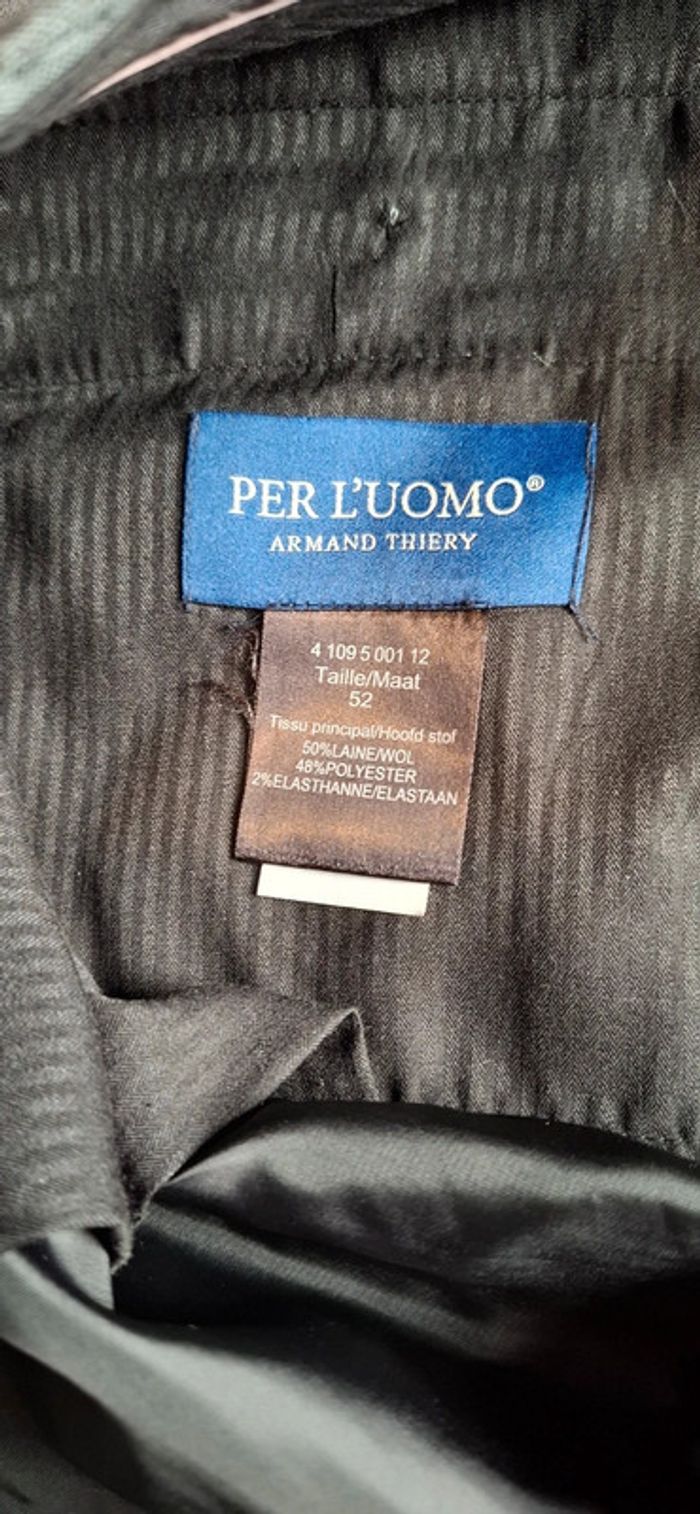 PER L'UOMO®
ARMAND THIERY
4 109 5 001 12
Taille/Maat
52
Tissu principal/Hoofd stof
50%LAINE/WOL
48%POLYESTER
2%ELASTHANNE/ELASTAAN